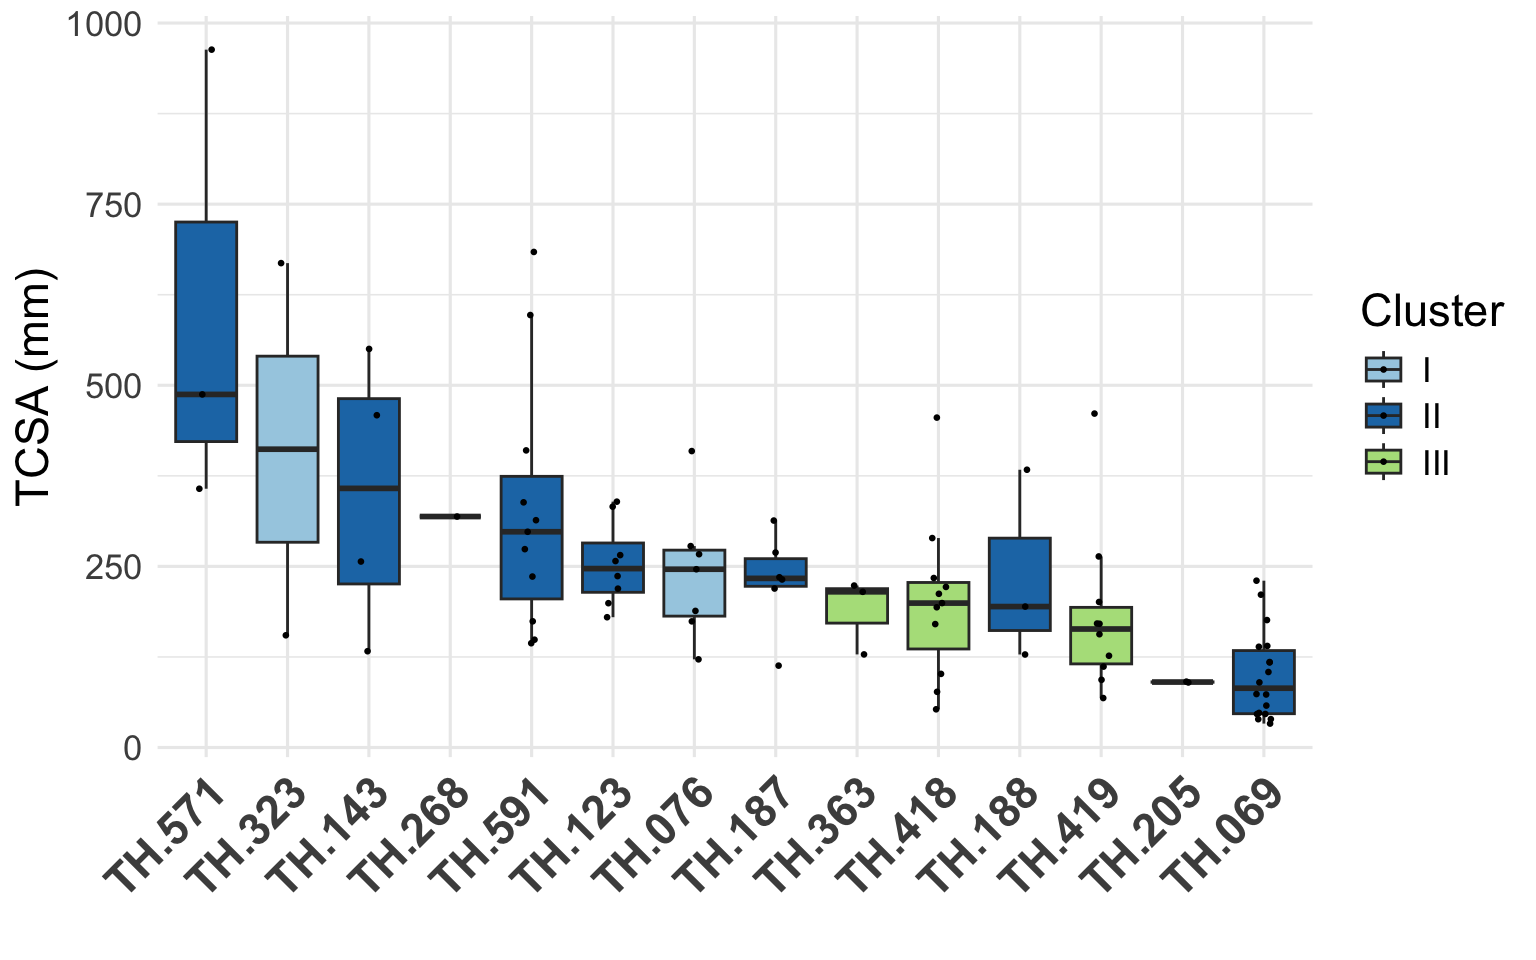 1000
750
500
250
0
TCSA (mm)
TH.571
TH.323
TH.143
TH.268
TH.591
TH.123
TH.076
TH.187
TH.363
TH.418
TH.188
TH.419
TH.205
TH.069
Cluster
I
II
III